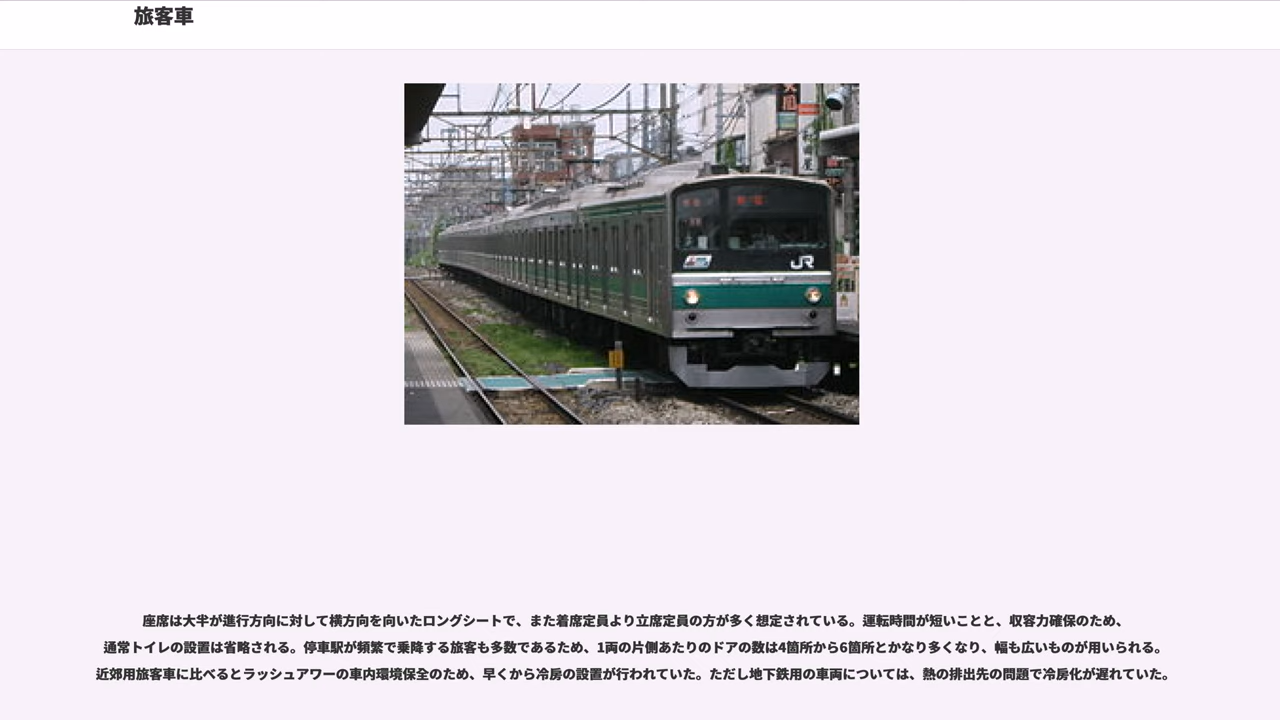 旅客車
JR
座席は大半が進行方向に対して横方向を向いたロングシートで、また着席定員より立席定員の方が多く想定されている。運転時間が短いことと、収容力確保のため、
通常トイレの設置は省略される。停車駅が頻繁で乗降する旅客も多数であるため、1両の片側あたりのドアの数は4箇所から6箇所とかなり多くなり、幅も広いものが用いられる。
近郊用旅客車に比べるとラッシュアワーの車内環境保全のため、早くから冷房の設置が行われていた。ただし地下鉄用の車両については、熱の排出先の問題で冷房化が遅れていた。